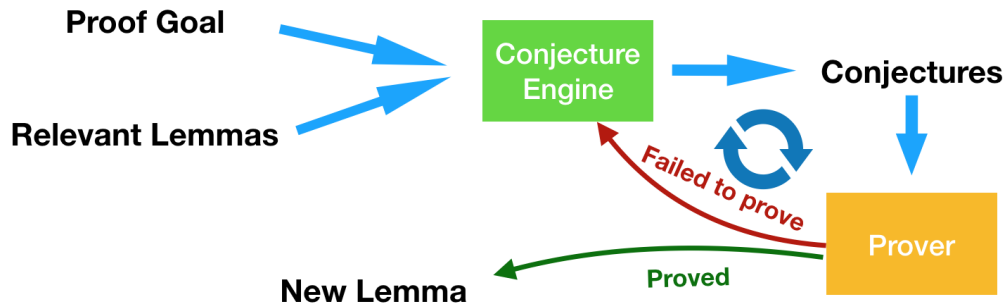 Proof Goal
Relevant Lemmas
Conjecture
Engine
Conjectures
Failed to prove
Prover
Proved
New Lemma